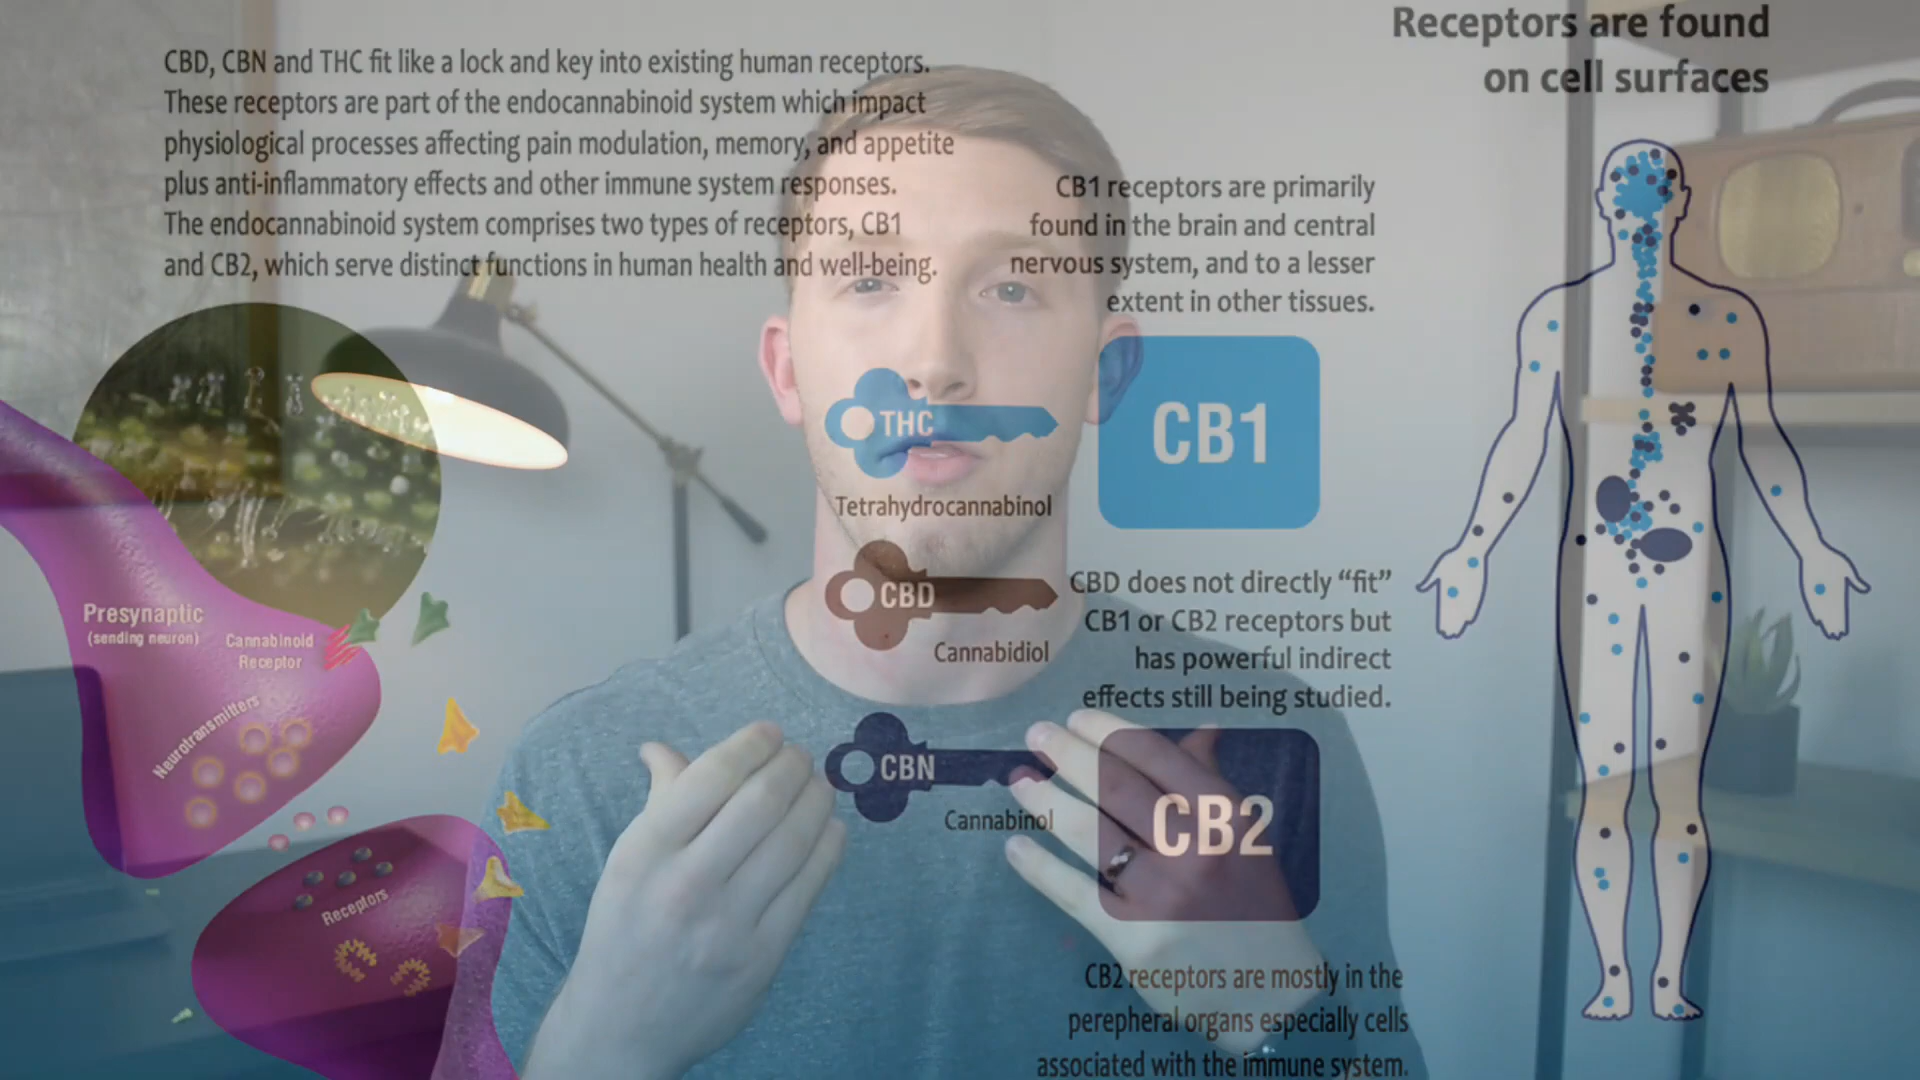 Receptors are found
on cell surfaces
CBD, CBN and THC fit like a lock and key into existing human receptors.
These receptors are part of the endocannabinoid system which impact
physiological processes affecting pain modulation, memory, and appetite
plus anti-inflammatory effects and other immune system responses.
The endocannabinoid system comprises two types of receptors, CB1
and CB2, which serve distinct functions in human health and well-being.
CB1 receptors are primarily
found in the brain and central
nervous system, and to a lesser
extent in other tissues.
THC
CB1
Tetrahydrocannabinol
CBD
Cannabidiol
CBD does not directly “fit”
CB1 or CB2 receptors but
has powerful indirect
effects still being studied.
Presynaptic
(sending neuron)
Cannabinoid
Receptor
Neurotransmitters
CBN
Cannabinol
CB2
Receptors
CB2 receptors are mostly in the
perepheral organs especially cells
associated with the immune system.